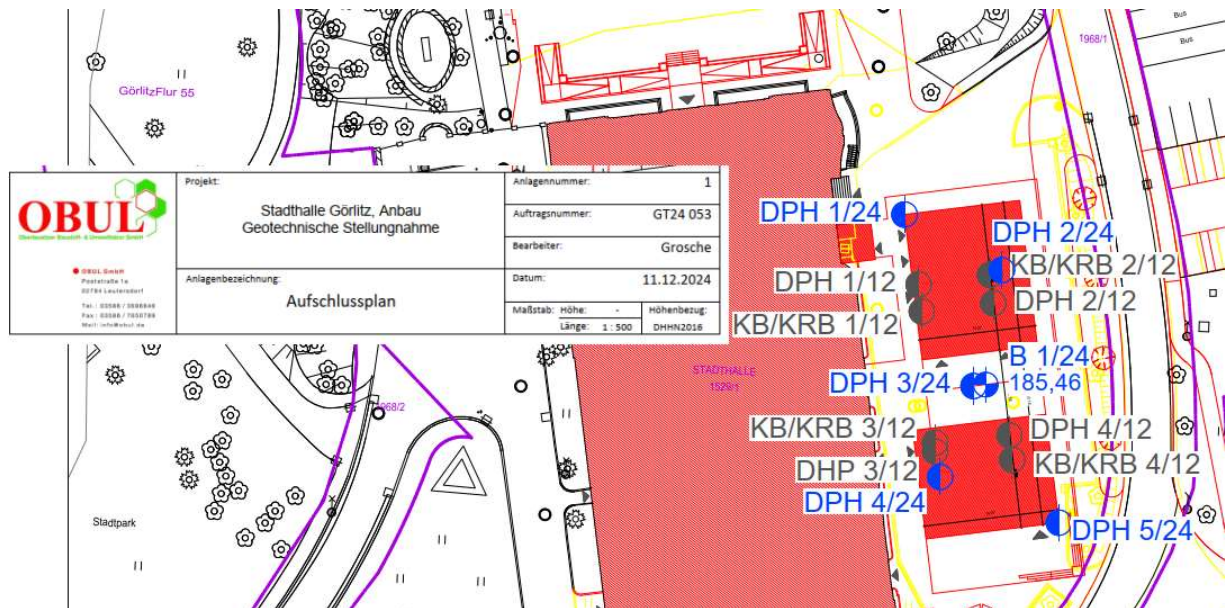 Bus
Bus
1968/1
GörlitzFlur 55
OBUL
OBUL GmbH
Poststraße 1a
02794 Leutersdorf
Projekt:
Stadthalle Görlitz, Anbau
Geotechnische Stellungnahme
Anlagenbezeichnung:
Aufschlussplan
Anlagennummer: 1
Auftragsnummer: GT24 053
Bearbeiter: Grosche
Datum: 11.12.2024
Maßstab: Höhe: - Höhenbezug:
Länge: 1 : 500 DHHN2016
DPH 1/24
DPH 2/24
KB/KRB 2/12
DPH 1/12
DPH 2/12
KB/KRB 1/12
B 1/24
STADTHALLE
1529/1
DPH 3/24
185,46
1968/2
KB/KRB 3/12
DPH 4/12
DHP 3/12
KB/KRB 4/12
DPH 4/24
DPH 5/24
Stadtpark